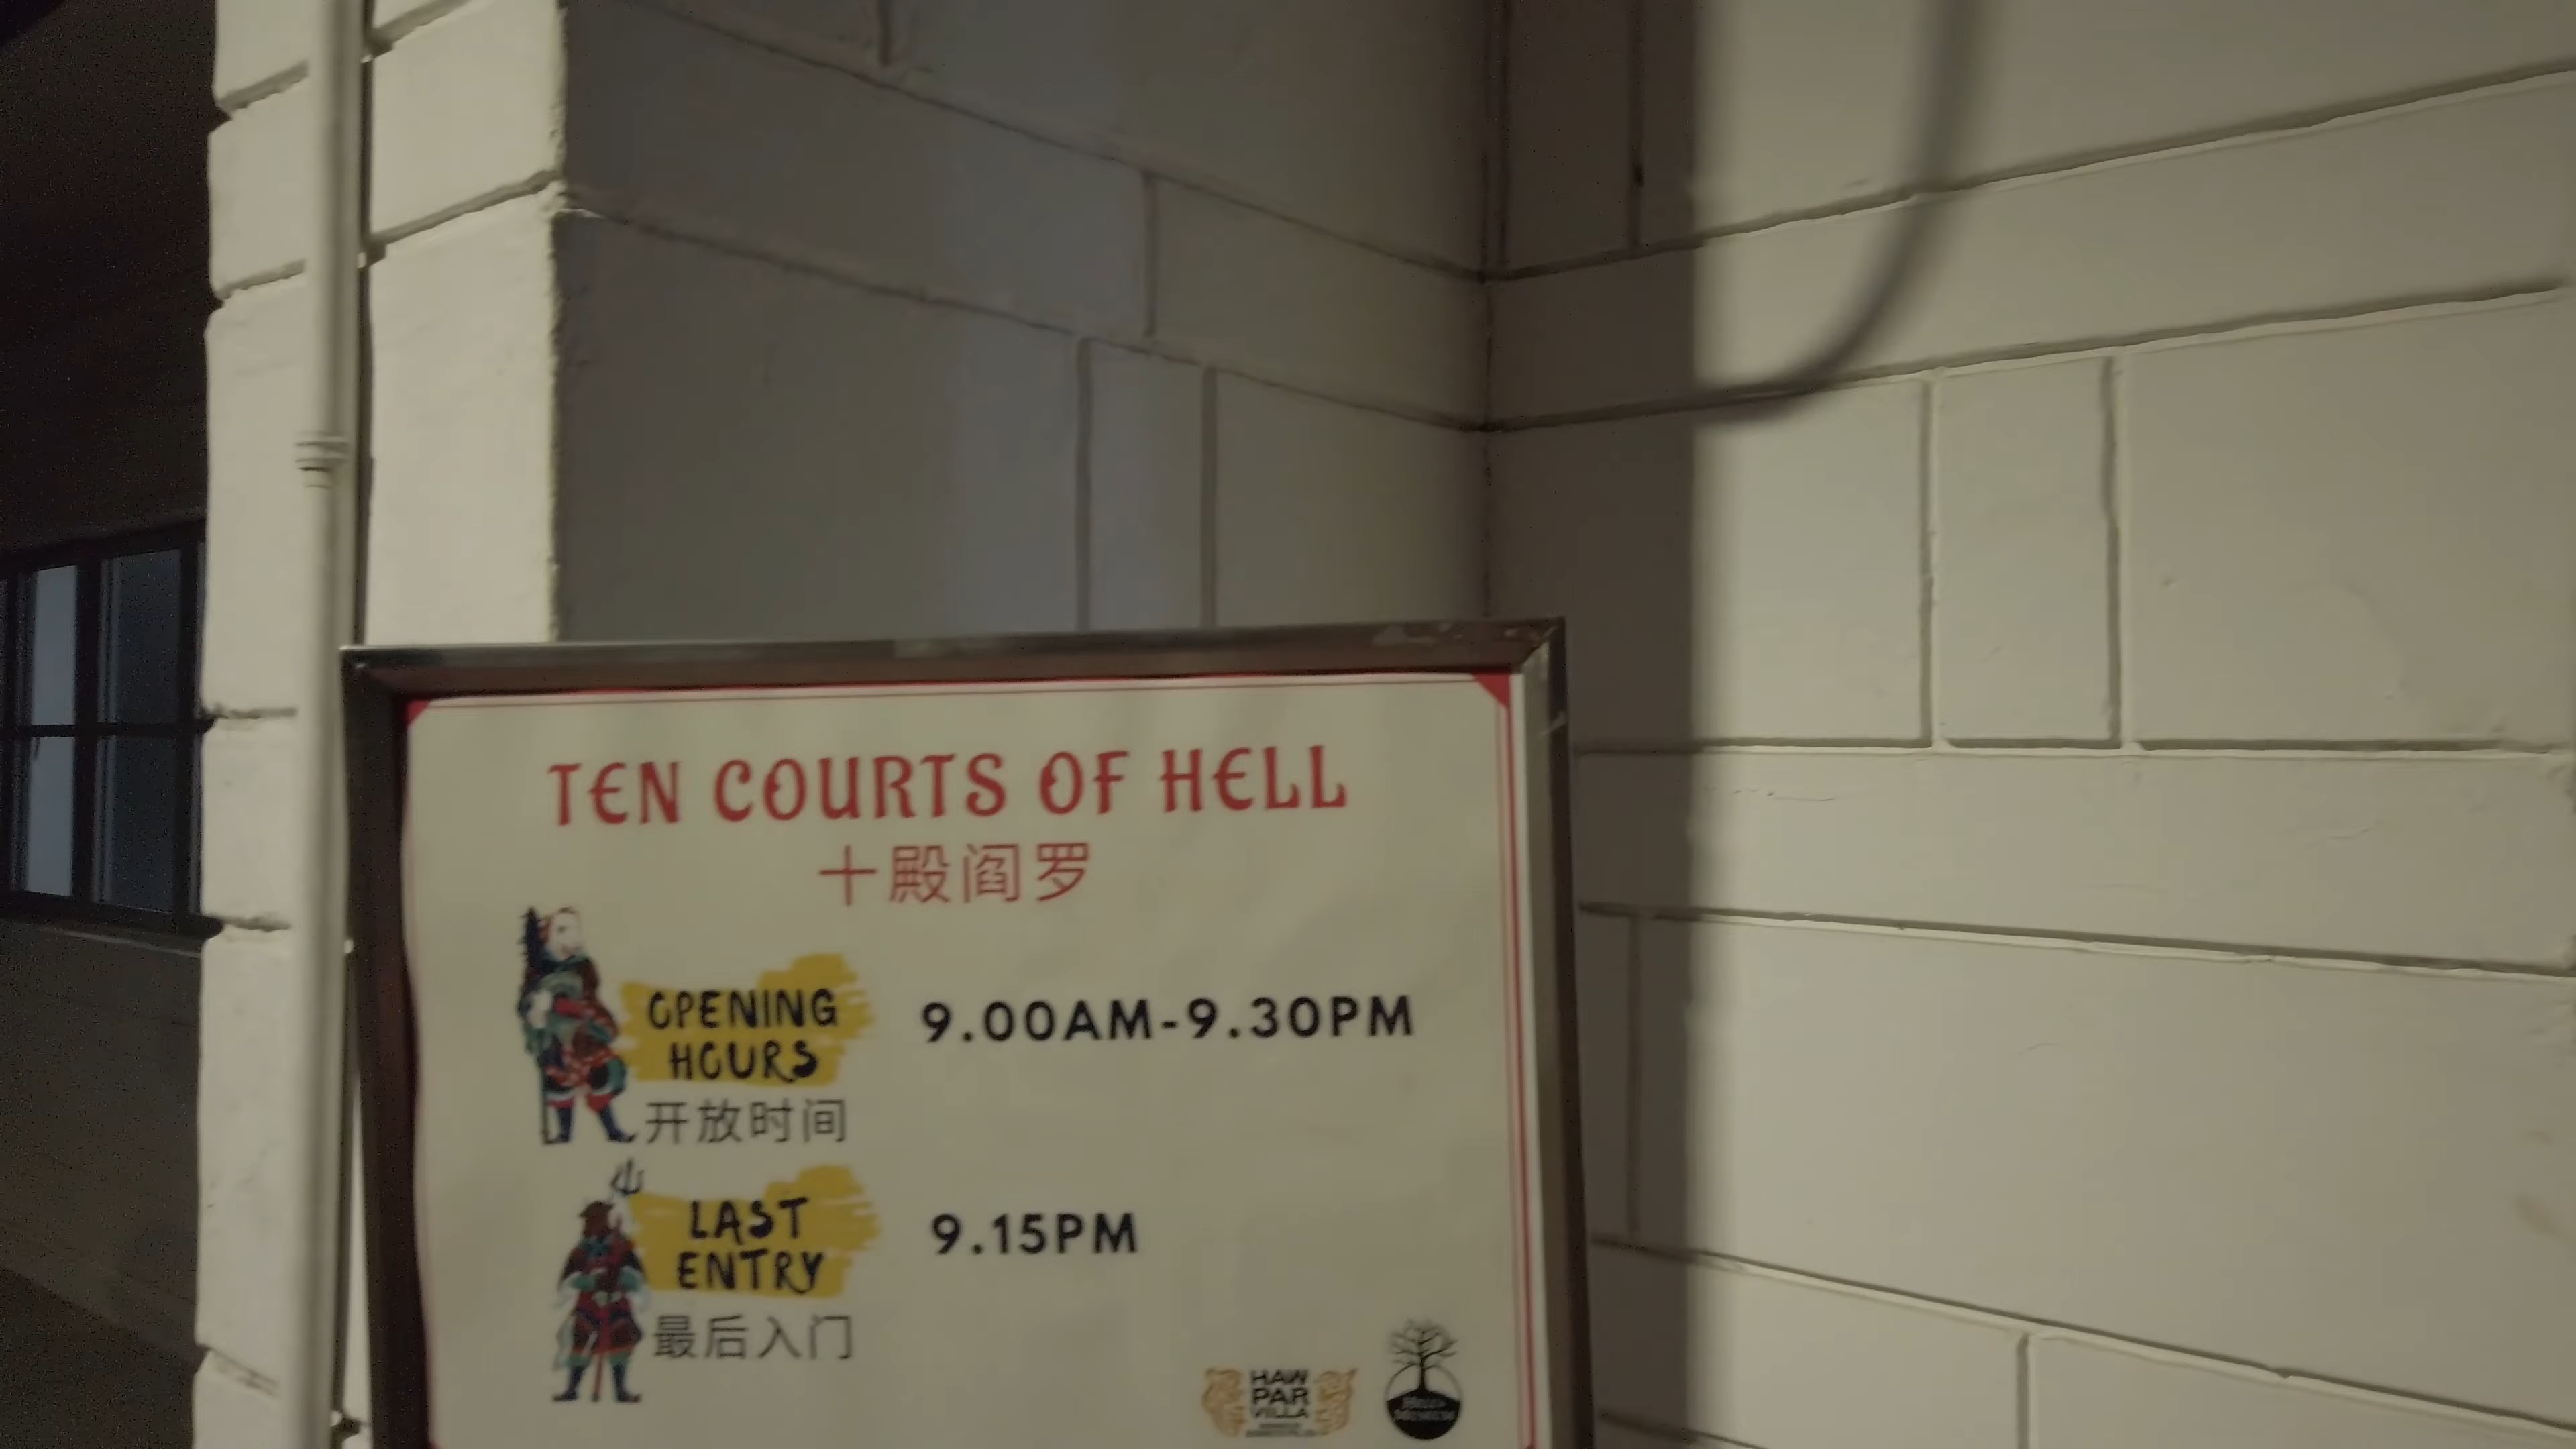 TEN COURTS OF HELL
十殿阎罗
OPENING HOURS
9.00AM-9.30PM
开放时间
LAST ENTRY
9.15PM
最后入门
HAW
PAR
VILLA